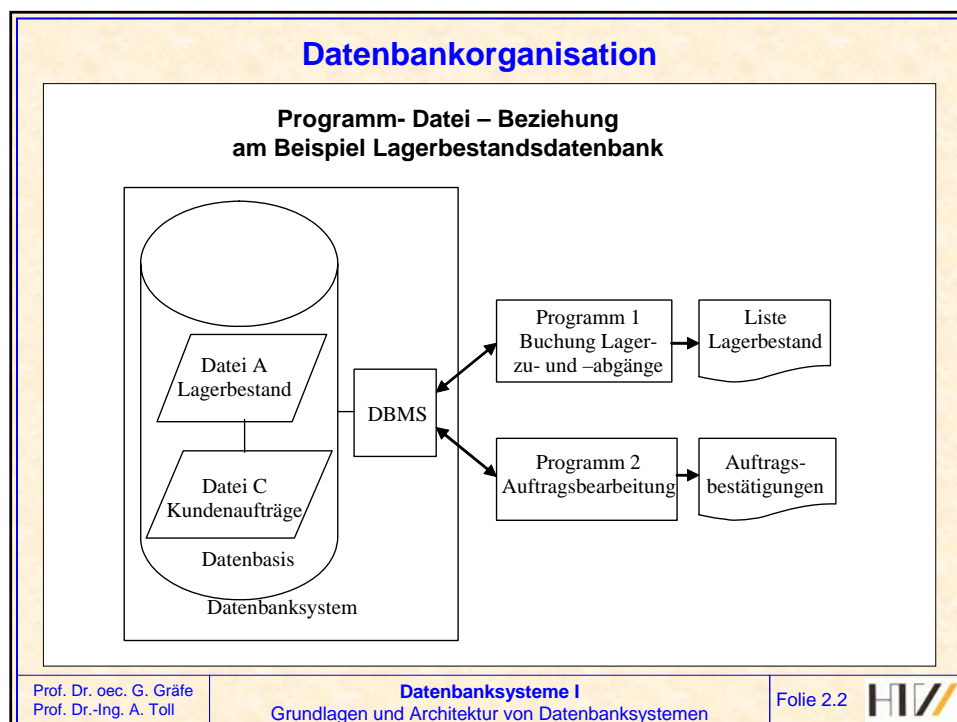 Datenbankorganisation
Programm- Datei – Beziehung
am Beispiel Lagerbestandsdatenbank
Datei A
Lagerbestand
Datei C
Kundenaufträge
Datenbasis
Datenbanksystem
DBMS
Programm 1
Buchung Lager-
zu- und –abgänge
Liste
Lagerbestand
Programm 2
Auftragsbearbeitung
Auftrags-
bestätigungen
Prof. Dr. oec. G. Gräfe
Prof. Dr.-Ing. A. Toll
Datenbanksysteme I
Grundlagen und Architektur von Datenbanksystemen
Folie 2.2
HTW